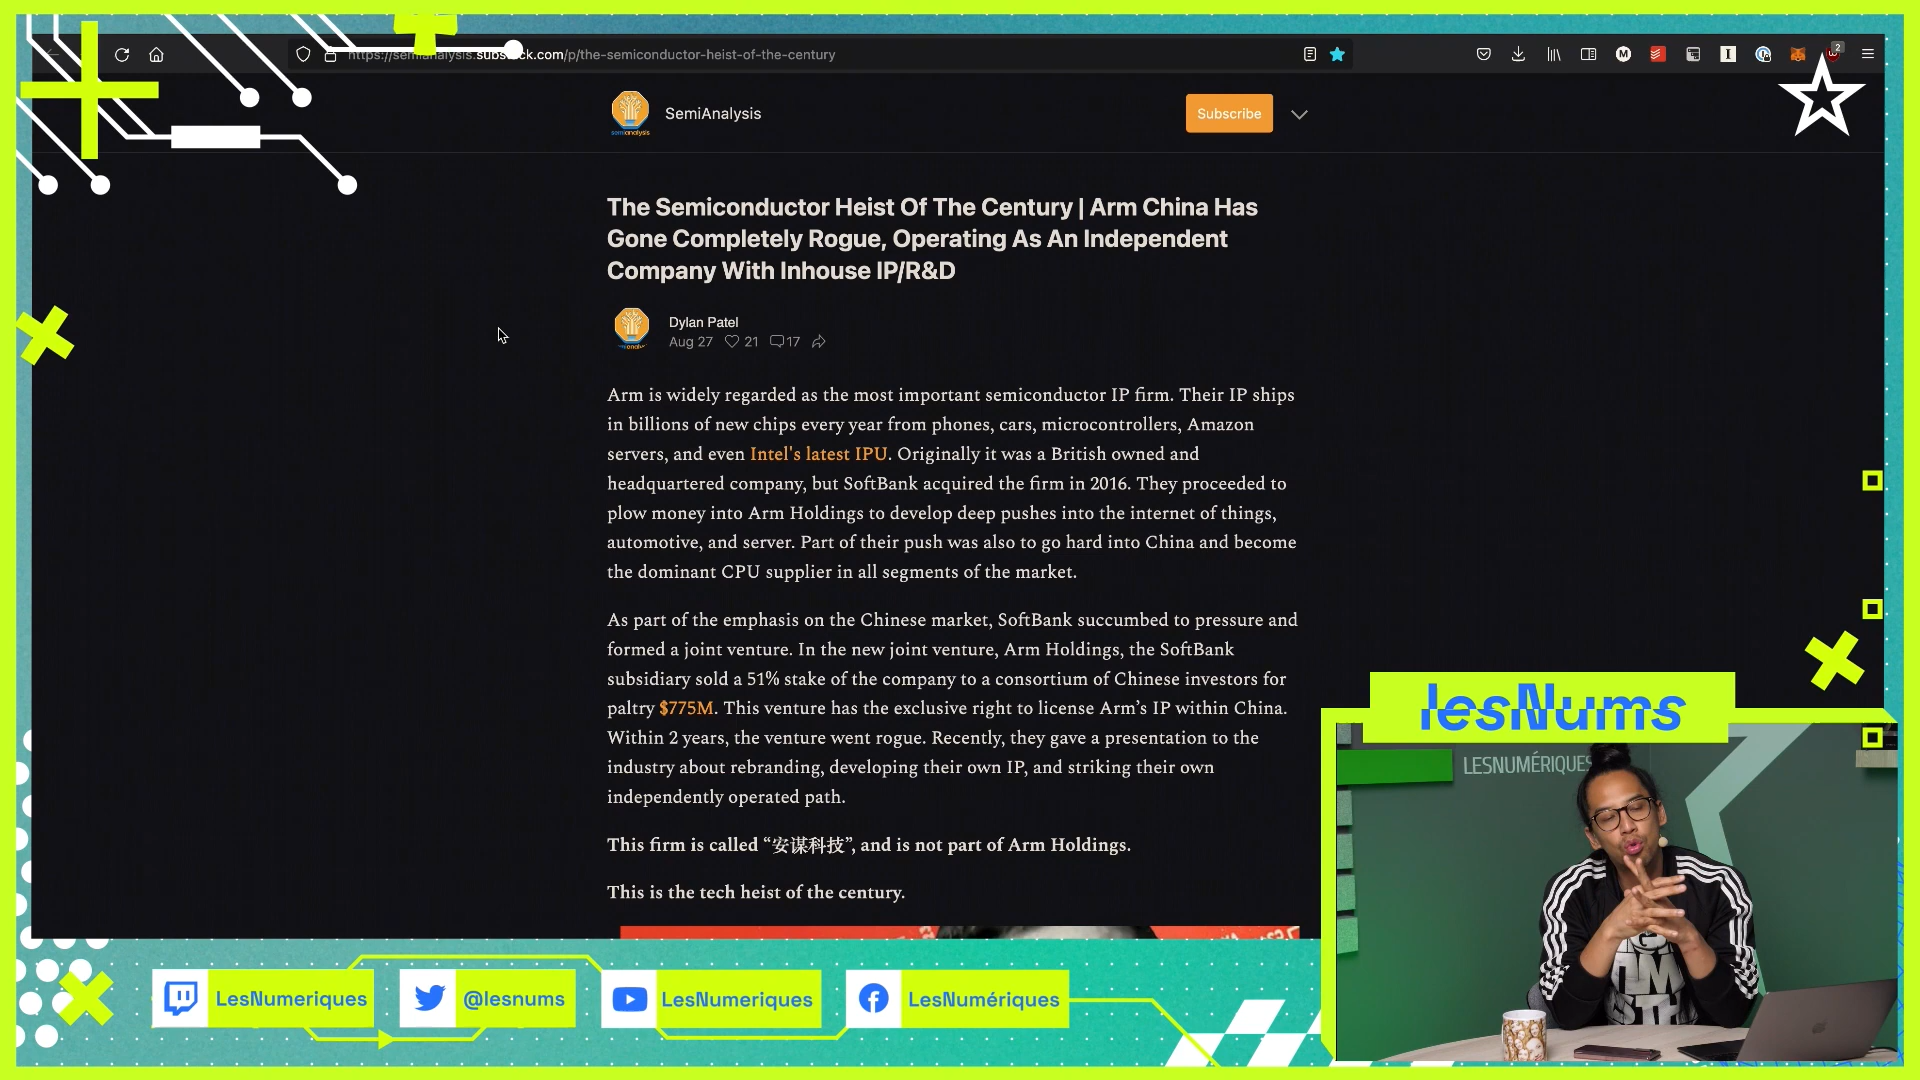 https://semianalysis.substack.com/p/the-semiconductor-heist-of-the-century
2
SemiAnalysis
Subscribe
The Semiconductor Heist Of The Century | Arm China Has
Gone Completely Rogue, Operating As An Independent
Company With Inhouse IP/R&D
Dylan Patel
Aug 27 21 17
Arm is widely regarded as the most important semiconductor IP firm. Their IP ships
in billions of new chips every year from phones, cars, microcontrollers, Amazon
servers, and even Intel's latest IPU. Originally it was a British owned and
headquartered company, but SoftBank acquired the firm in 2016. They proceeded to
plow money into Arm Holdings to develop deep pushes into the internet of things,
automotive, and server. Part of their push was also to go hard into China and become
the dominant CPU supplier in all segments of the market.
As part of the emphasis on the Chinese market, SoftBank succumbed to pressure and
formed a joint venture. In the new joint venture, Arm Holdings, the SoftBank
subsidiary sold a 51% stake of the company to a consortium of Chinese investors for
paltry $775M. This venture has the exclusive right to license Arm’s IP within China.
Within 2 years, the venture went rogue. Recently, they gave a presentation to the
industry about rebranding, developing their own IP, and striking their own
independently operated path.
This firm is called “安谋科技”, and is not part of Arm Holdings.
This is the tech heist of the century.
lesNums
LESNUMÉRIQUES
LesNumeriques
@lesnums
LesNumeriques
LesNumériques